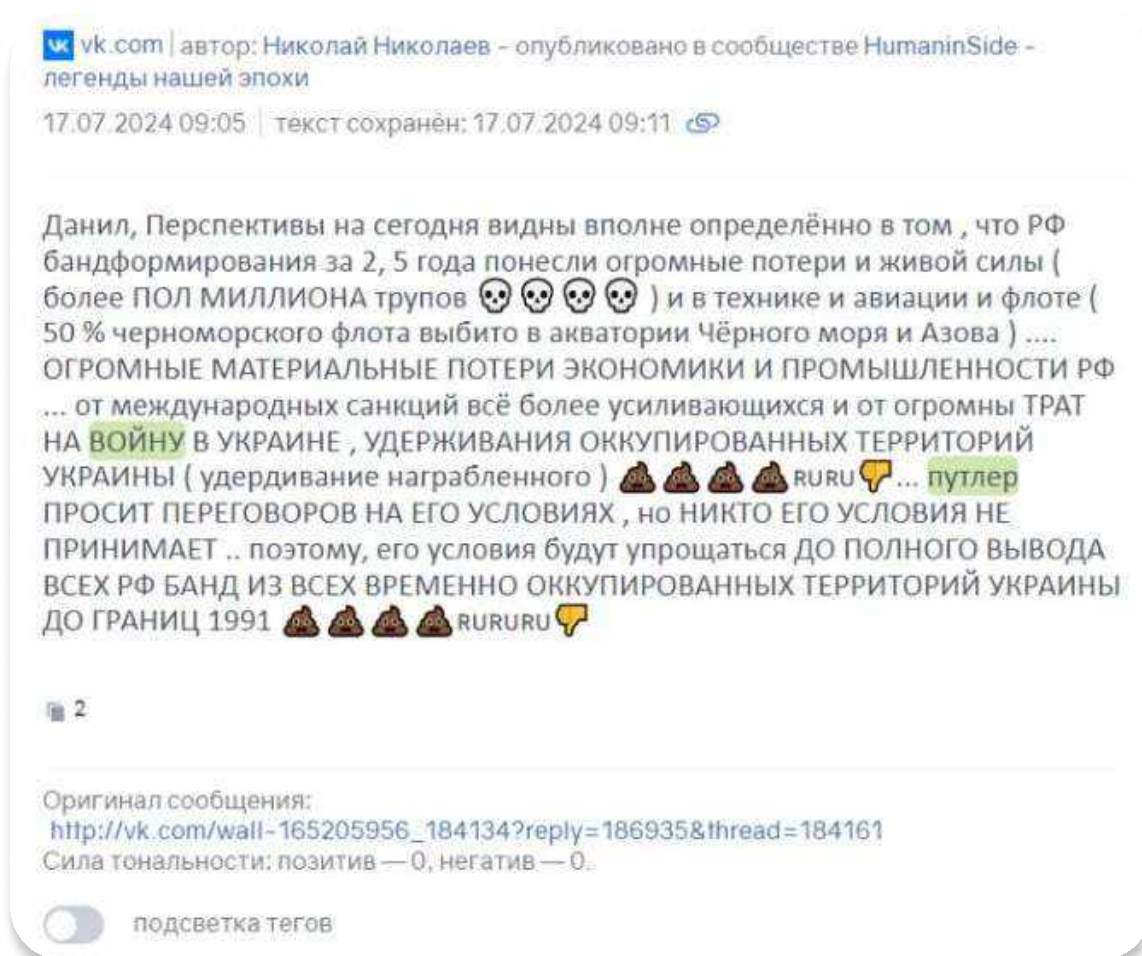 vk.com | автор: Николай Николаев - опубликовано в сообществе HumaninSide -
легенды нашей эпохи
17.07.2024 09:05 | текст сохранён: 17.07.2024 09:11
Данил, Перспективы на сегодня видны вполне определённо в том , что РФ
бандформирования за 2, 5 года понесли огромные потери и живой силы (
более ПОЛ МИЛЛИОНА трупов 💀 💀 💀 💀 ) и в технике и авиации и флоте (
50 % черноморского флота выбито в акватории Чёрного моря и Азова ) ....
ОГРОМНЫЕ МАТЕРИАЛЬНЫЕ ПОТЕРИ ЭКОНОМИКИ И ПРОМЫШЛЕННОСТИ РФ
... от международных санкций всё более усиливающихся и от огромны ТРАТ
НА ВОЙНУ В УКРАИНЕ , УДЕРЖИВАНИЯ ОККУПИРОВАННЫХ ТЕРРИТОРИЙ
УКРАИНЫ ( удердивание награбленного ) 💩 💩 💩 💩 RURU👎... путлер
ПРОСИТ ПЕРЕГОВОРОВ НА ЕГО УСЛОВИЯХ , но НИКТО ЕГО УСЛОВИЯ НЕ
ПРИНИМАЕТ .. поэтому, его условия будут упрощаться ДО ПОЛНОГО ВЫВОДА
ВСЕХ РФ БАНД ИЗ ВСЕХ ВРЕМЕННО ОККУПИРОВАННЫХ ТЕРРИТОРИЙ УКРАИНЫ
ДО ГРАНИЦ 1991 💩 💩 💩 💩 RURURU👎
2
Оригинал сообщения:
http://vk.com/wall-165205956_184134?reply=186935&thread=184161
Сила тональности: позитив — 0, негатив — 0.
подсветка тегов